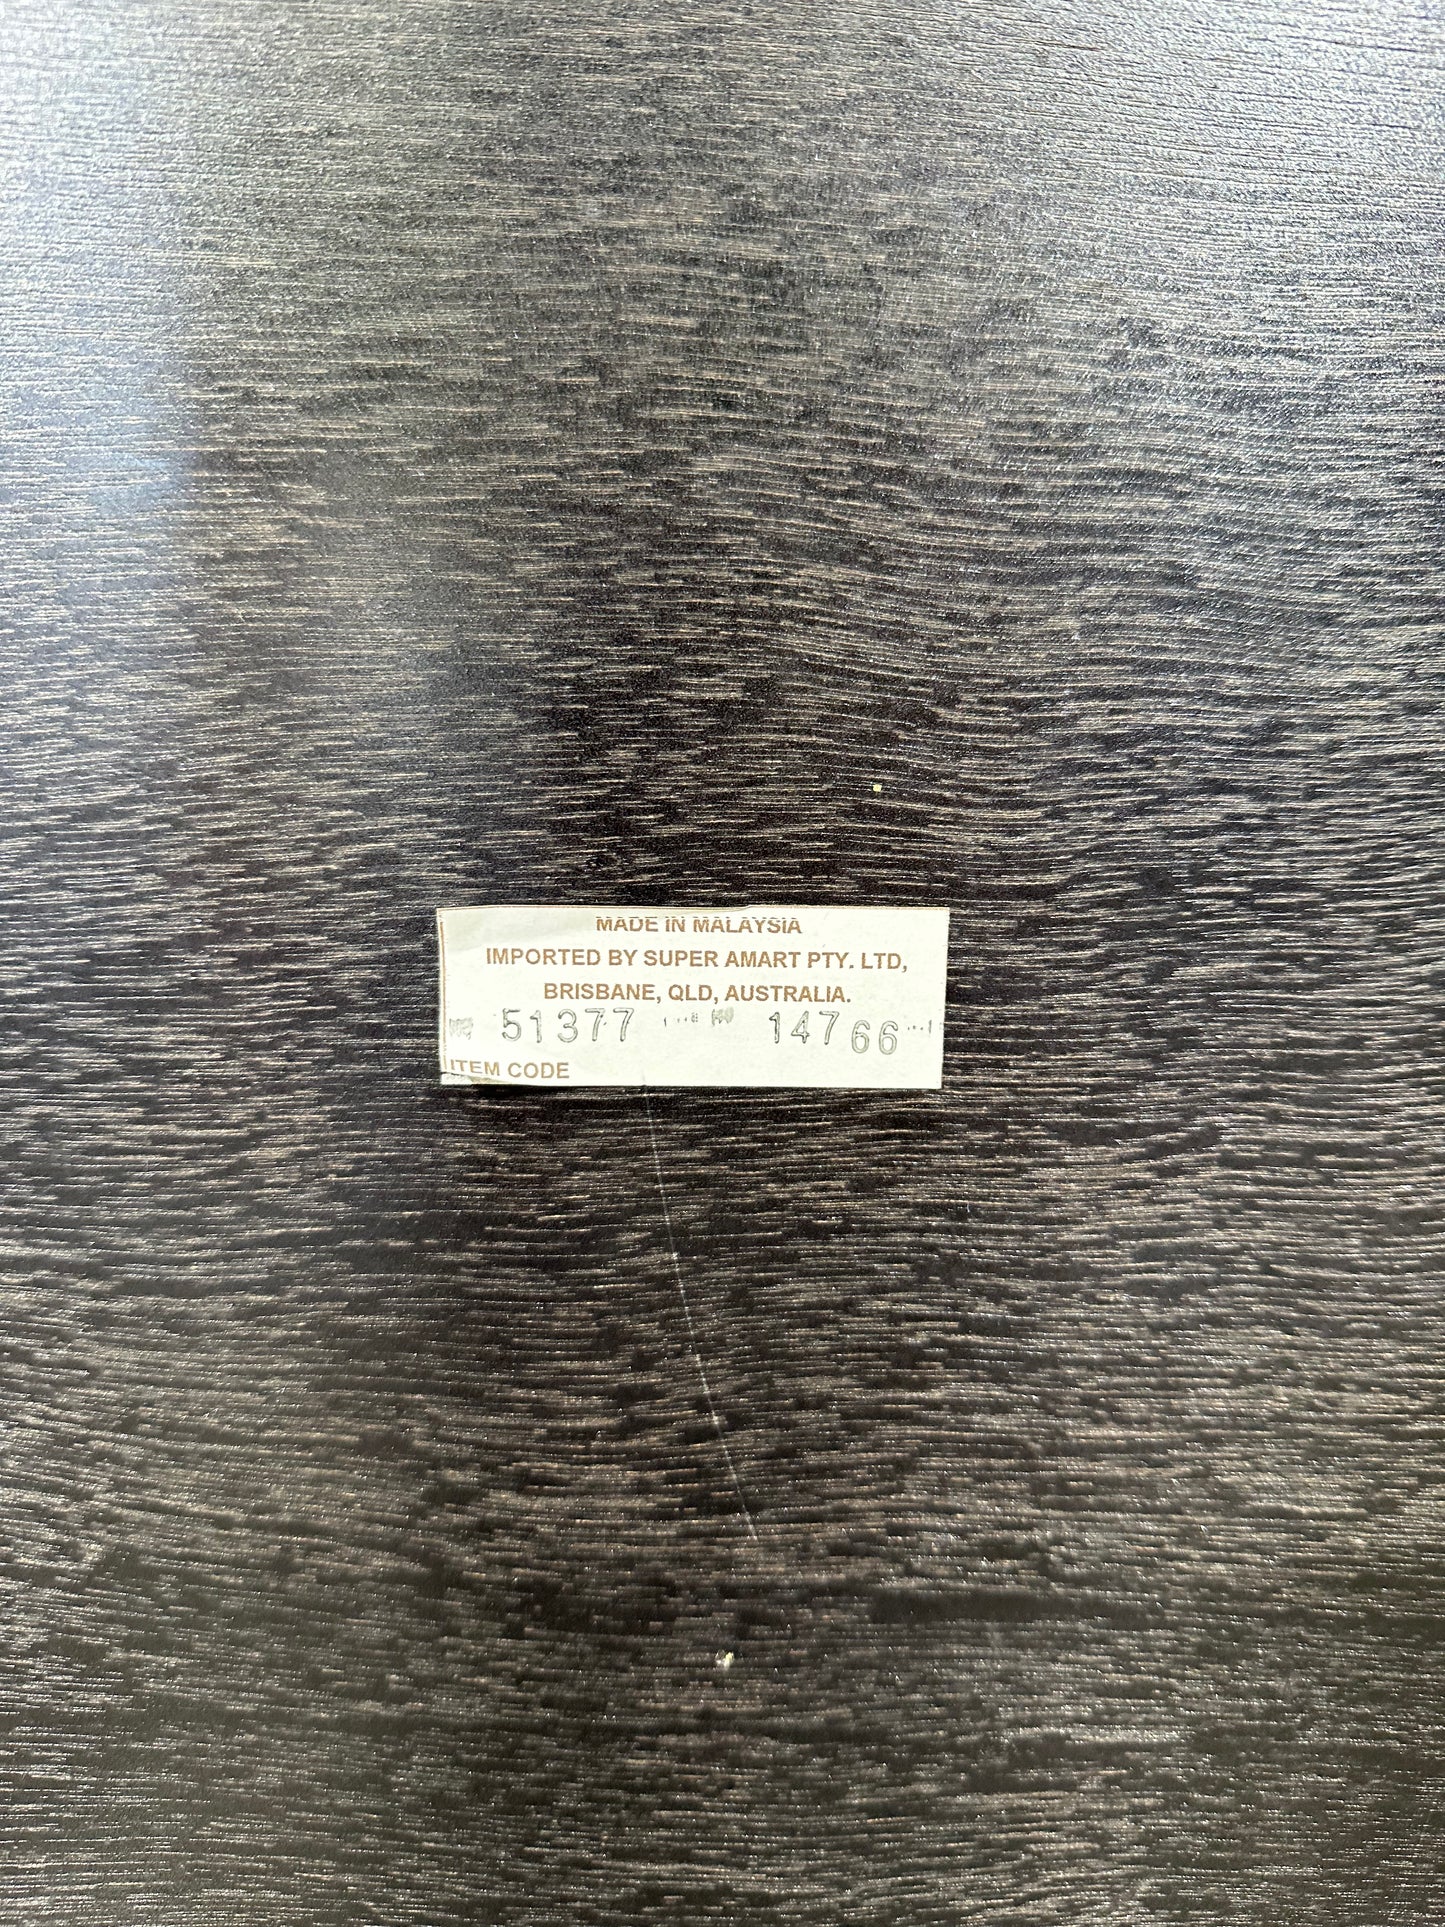 MADE IN MALAYSIA
IMPORTED BY SUPER AMART PTY. LTD,
BRISBANE, QLD, AUSTRALIA.
51377 14766
ITEM CODE